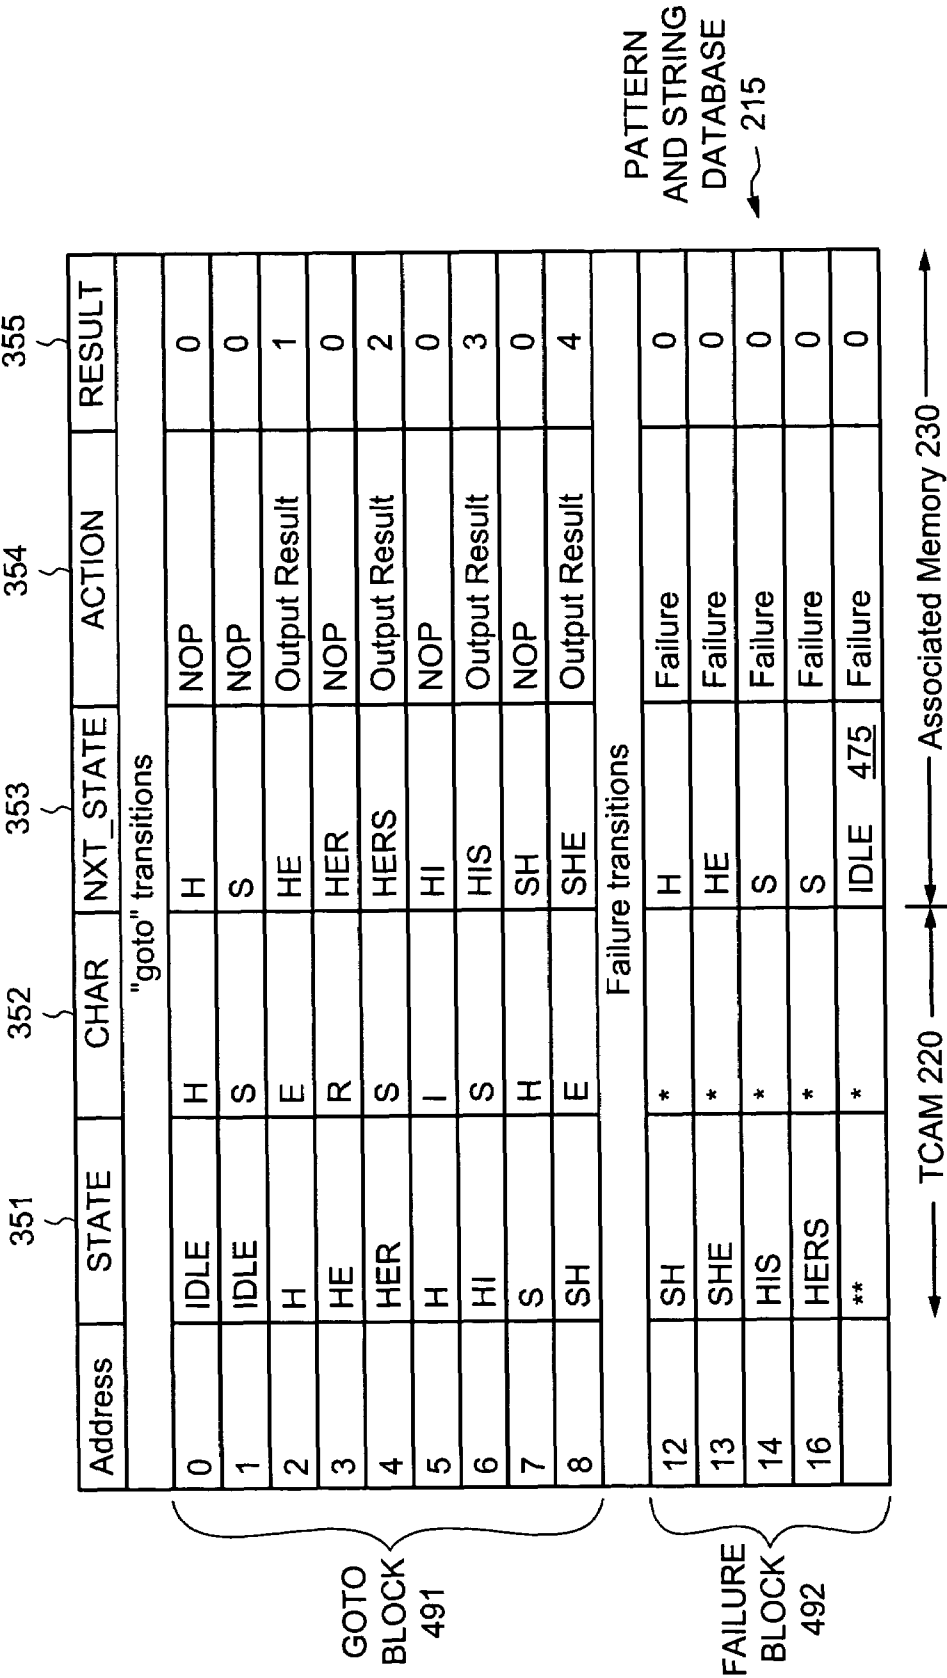 351 352 353 354 355
Address STATE CHAR NXT_STATE ACTION RESULT
"goto" transitions
0 IDLE H H NOP 0
1 IDLE S S NOP 0
2 H E HE Output Result 1
3 HE R HER NOP 0
4 HER S HERS Output Result 2
5 H I HI NOP 0
6 HI S HIS Output Result 3
7 S H SH NOP 0
8 SH E SHE Output Result 4
Failure transitions
12 SH * H Failure 0
13 SHE * HE Failure 0
14 HIS * S Failure 0
16 HERS * S Failure 0
** * IDLE 475 Failure 0
GOTO
BLOCK
491
FAILURE
BLOCK
492
TCAM 220
Associated Memory 230
PATTERN
AND STRING
DATABASE
215